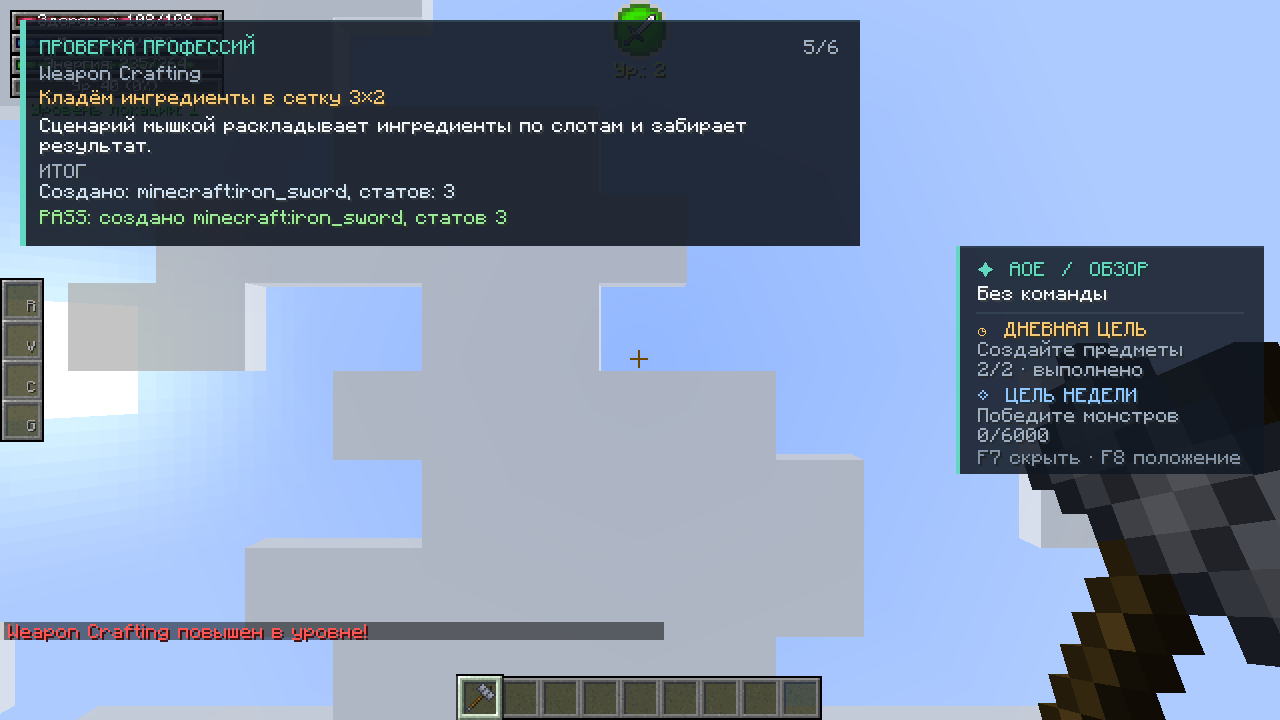 Здоровье: 108/108
ПРОВЕРКА ПРОФЕССИЙ
5/6
Weapon Crafting
Кладём ингредиенты в сетку 3×2
Сценарий мышкой раскладывает ингредиенты по слотам и забирает
результат.
ИТОГ
Создано: minecraft:iron_sword, статов: 3
PASS: создано minecraft:iron_sword, статов 3
Ур.: 2
R
V
C
G
AOE / ОБЗОР
Без команды
ДНЕВНАЯ ЦЕЛЬ
Создайте предметы
2/2 · выполнено
ЦЕЛЬ НЕДЕЛИ
Победите монстров
0/6000
F7 скрыть · F8 положение
Weapon Crafting повышен в уровне!